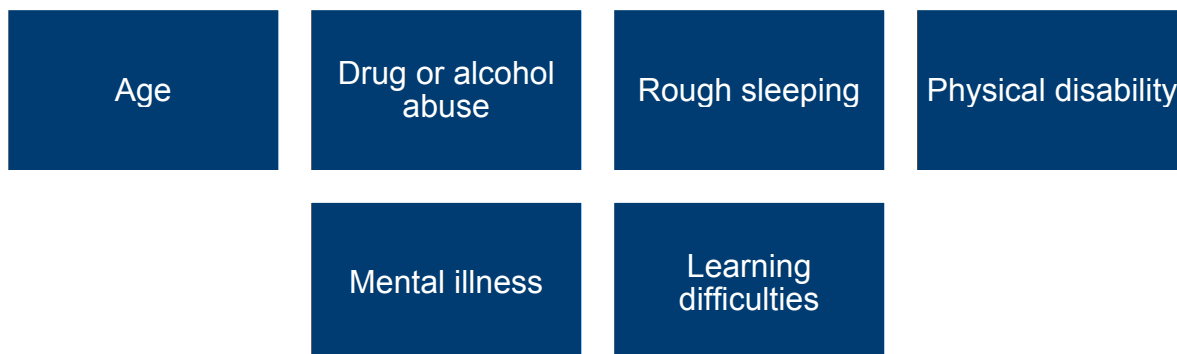 Age
Drug or alcohol
abuse
Rough sleeping
Physical disability
Mental illness
Learning
difficulties